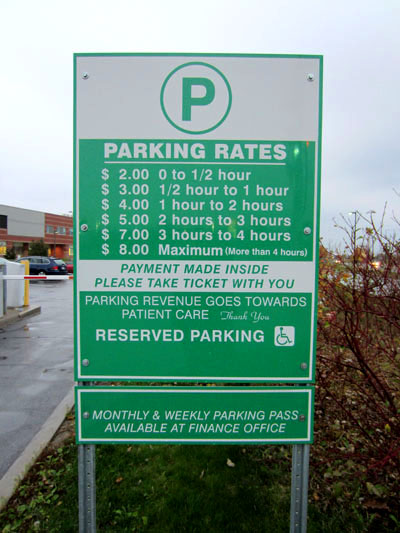 P
PARKING RATES
$ 2.00 0 to 1/2 hour
$ 3.00 1/2 hour to 1 hour
$ 4.00 1 hour to 2 hours
$ 5.00 2 hours to 3 hours
$ 7.00 3 hours to 4 hours
$ 8.00 Maximum (More than 4 hours)
PAYMENT MADE INSIDE
PLEASE TAKE TICKET WITH YOU
PARKING REVENUE GOES TOWARDS
PATIENT CARE Thank You
RESERVED PARKING
MONTHLY & WEEKLY PARKING PASS
AVAILABLE AT FINANCE OFFICE